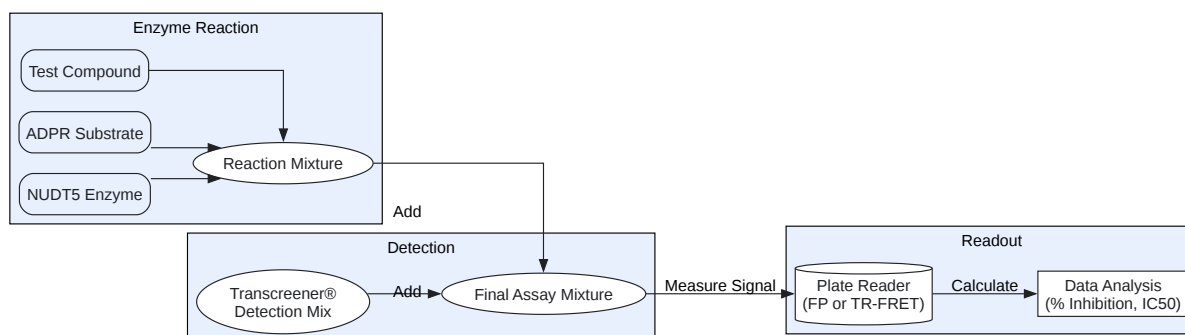 Enzyme Reaction
Test Compound
ADPR Substrate
Reaction Mixture
NUDT5 Enzyme
Add
Detection
Transcreener®
Detection Mix
Add
Final Assay Mixture
Measure Signal
Readout
Plate Reader
(FP or TR-FRET)
Calculate
Data Analysis
(% Inhibition, IC50)